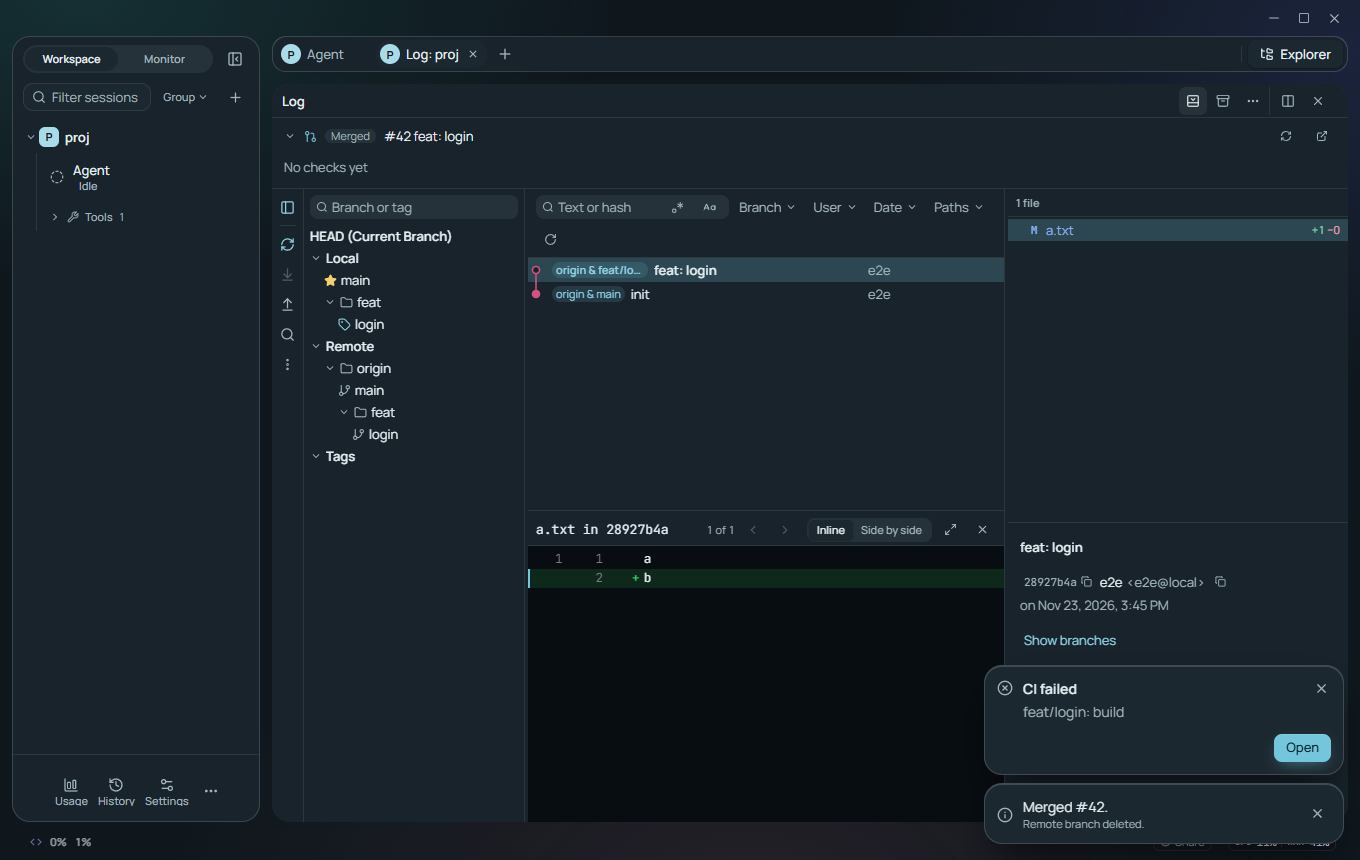 Workspace
Monitor
Filter sessions
Group
P proj
Agent
Idle
Tools 1
Usage
History
Settings
0% 1%
P Agent
P Log: proj
Explorer
Log
Merged #42 feat: login
No checks yet
Branch or tag
HEAD (Current Branch)
Local
main
feat
login
Remote
origin
main
feat
login
Tags
Text or hash
Aa
Branch
User
Date
Paths
origin & feat/lo... feat: login e2e
origin & main init e2e
1 file
M a.txt +1 −0
a.txt in 28927b4a
1 of 1
Inline
Side by side
1 1 a
2 + b
feat: login
28927b4a e2e <e2e@local>
on Nov 23, 2026, 3:45 PM
Show branches
CI failed
feat/login: build
Open
Merged #42.
Remote branch deleted.